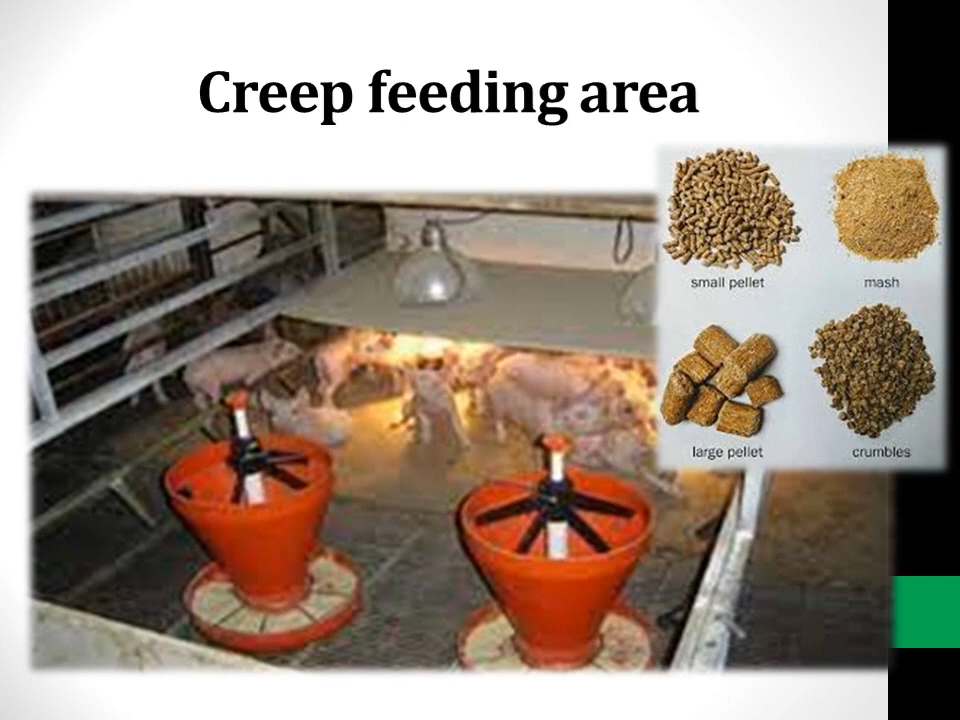 Creep feeding area
small pellet
mash
large pellet
crumbles